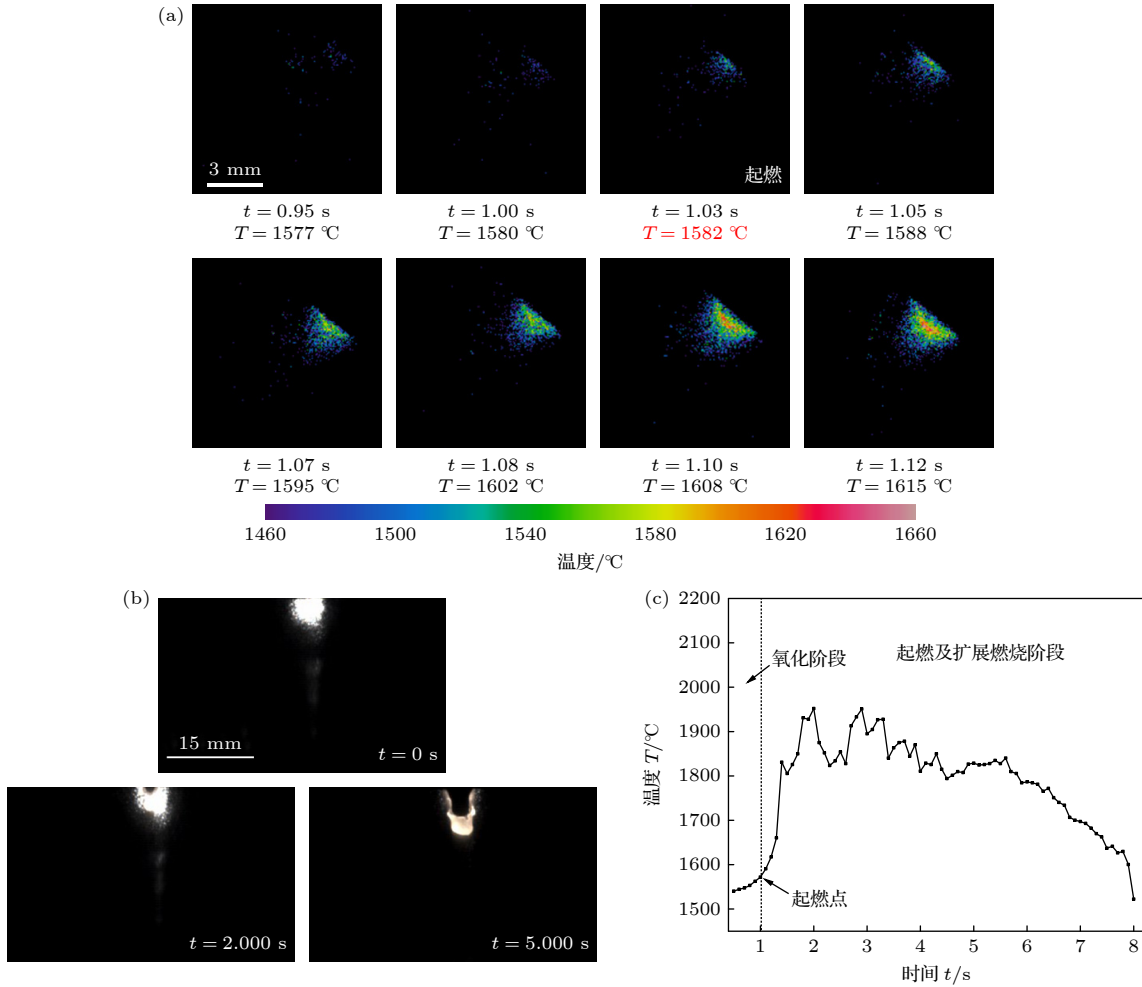 (a)
3 mm
起燃
t = 0.95 s
T = 1577 ℃
t = 1.00 s
T = 1580 ℃
t = 1.03 s
T = 1582 ℃
t = 1.05 s
T = 1588 ℃
t = 1.07 s
T = 1595 ℃
t = 1.08 s
T = 1602 ℃
t = 1.10 s
T = 1608 ℃
t = 1.12 s
T = 1615 ℃
1460 1500 1540 1580 1620 1660
温度/℃
(b)
15 mm
t = 0 s
t = 2.000 s
t = 5.000 s
(c)
2200
2100
2000
1900
1800
1700
1600
1500
温度 T/℃
氧化阶段
起燃及扩展燃烧阶段
起燃点
1 2 3 4 5 6 7 8
时间 t/s